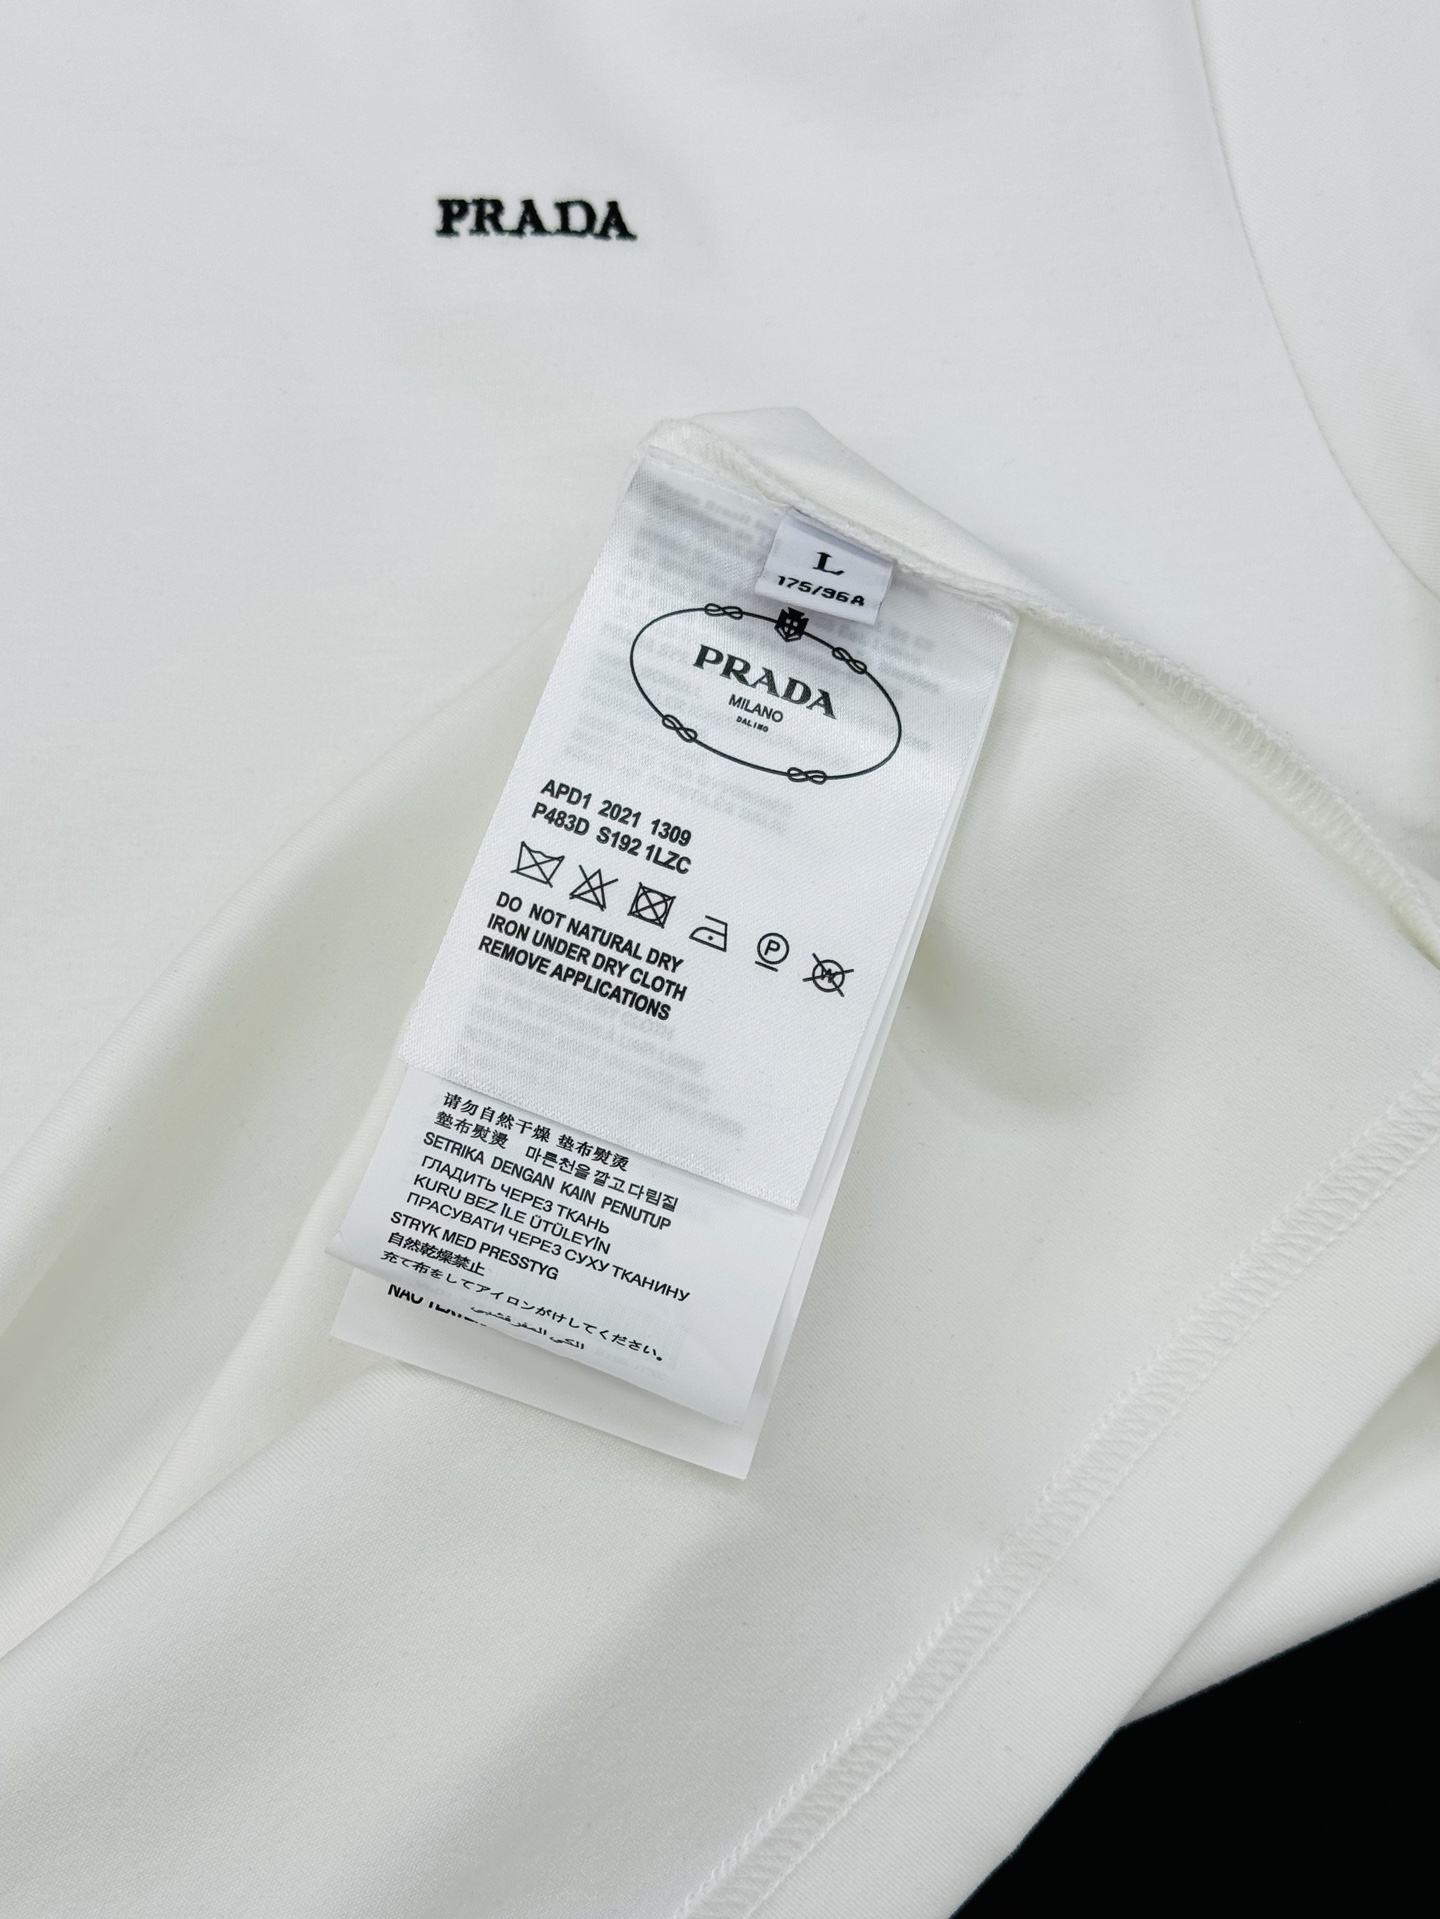 PRADA
L
175/96A
PRADA
MILANO
DALINO
APD1 2021 1309
P483D S192 1LZC
P
W
DO NOT NATURAL DRY
IRON UNDER DRY CLOTH
REMOVE APPLICATIONS
请勿自然干燥 垫布熨烫
墊布熨燙 마른천을 깔고 다림질
SETRIKA DENGAN KAIN PENUTUP
ГЛАДИТЬ ЧЕРЕЗ ТКАНЬ
KURU BEZ İLE ÜTÜLEYİN
ПРАСУВАТИ ЧЕРЕЗ СУХУ ТКАНИНУ
STRYK MED PRESSTYG
自然乾燥禁止
充て布をしてアイロンがけしてください。